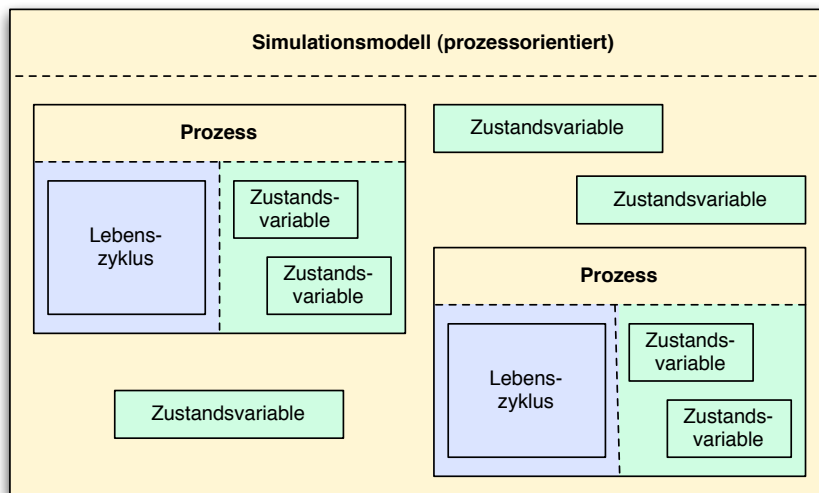 Simulationsmodell (prozessorientiert)
Prozess
Lebens-
zyklus
Zustands-
variable
Zustands-
variable
Zustandsvariable
Zustandsvariable
Prozess
Lebens-
zyklus
Zustands-
variable
Zustands-
variable
Zustandsvariable